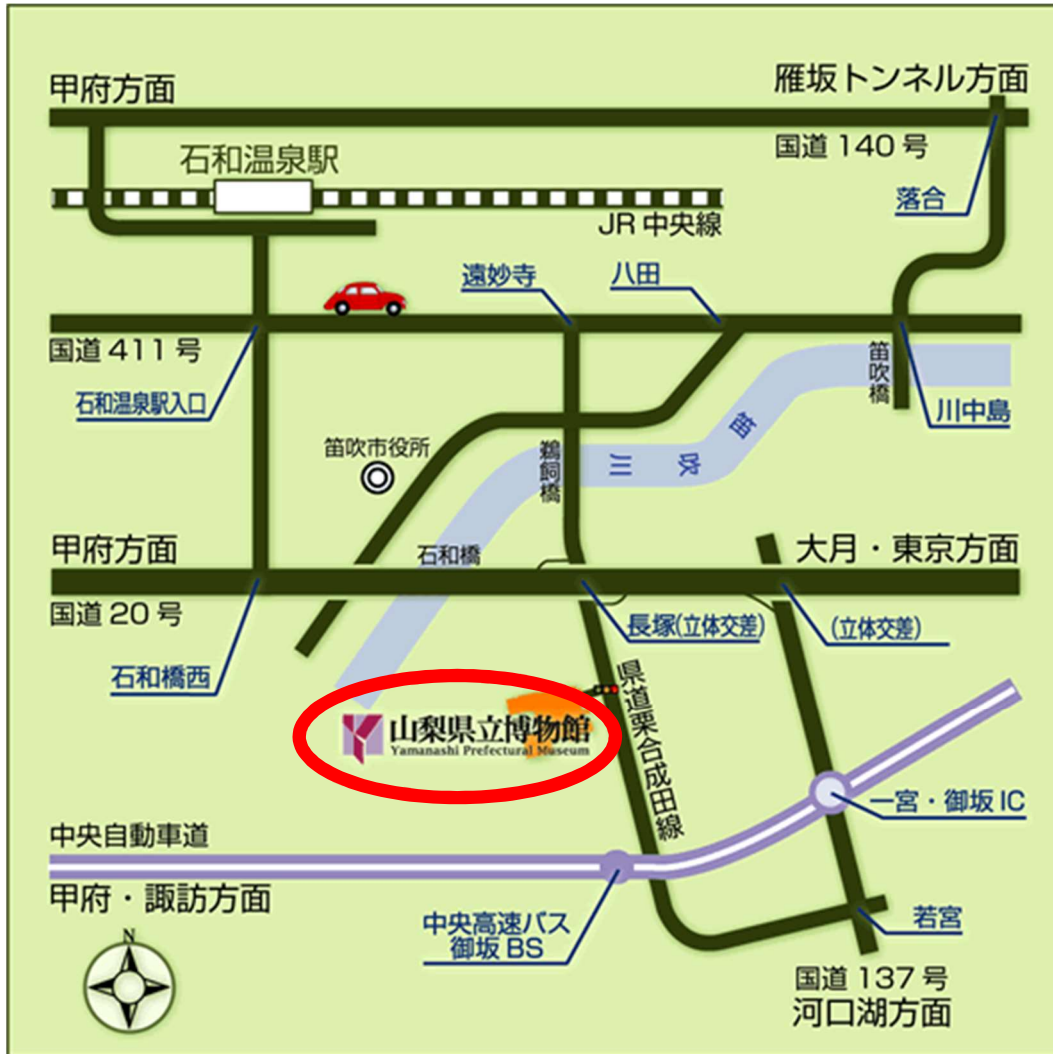 甲府方面
雁坂トンネル方面
国道 140 号
石和温泉駅
落合
JR 中央線
遠妙寺
八田
国道 411 号
笛吹橋
石和温泉駅入口
川中島
笛吹川
笛吹市役所
鵜飼橋
甲府方面
石和橋
大月・東京方面
国道 20 号
長塚(立体交差)
(立体交差)
石和橋西
県道栗合成田線
山梨県立博物館
Yamanashi Prefectural Museum
一宮・御坂 IC
中央自動車道
甲府・諏訪方面
中央高速バス
御坂 BS
若宮
N
国道 137 号
河口湖方面